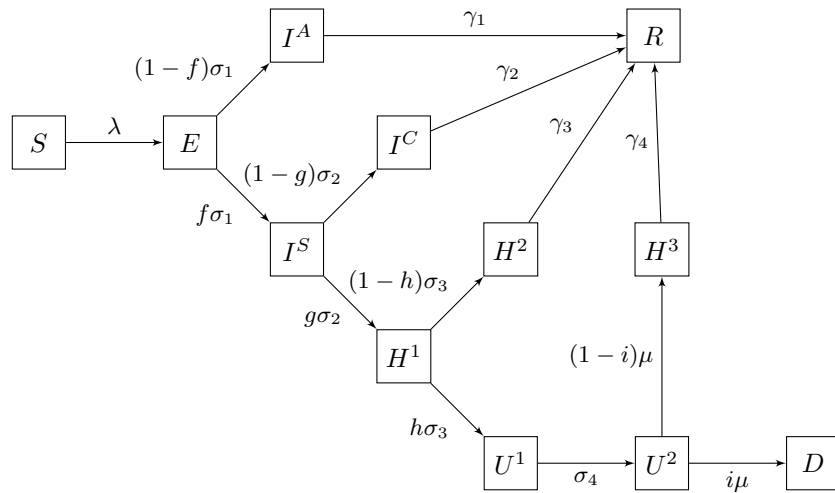 I^A
γ_1
R
(1 − f)σ_1
γ_2
S
λ
E
I^C
γ_3
γ_4
(1 − g)σ_2
fσ_1
I^S
H^2
H^3
(1 − h)σ_3
gσ_2
H^1
(1 − i)μ
hσ_3
U^1
σ_4
U^2
iμ
D